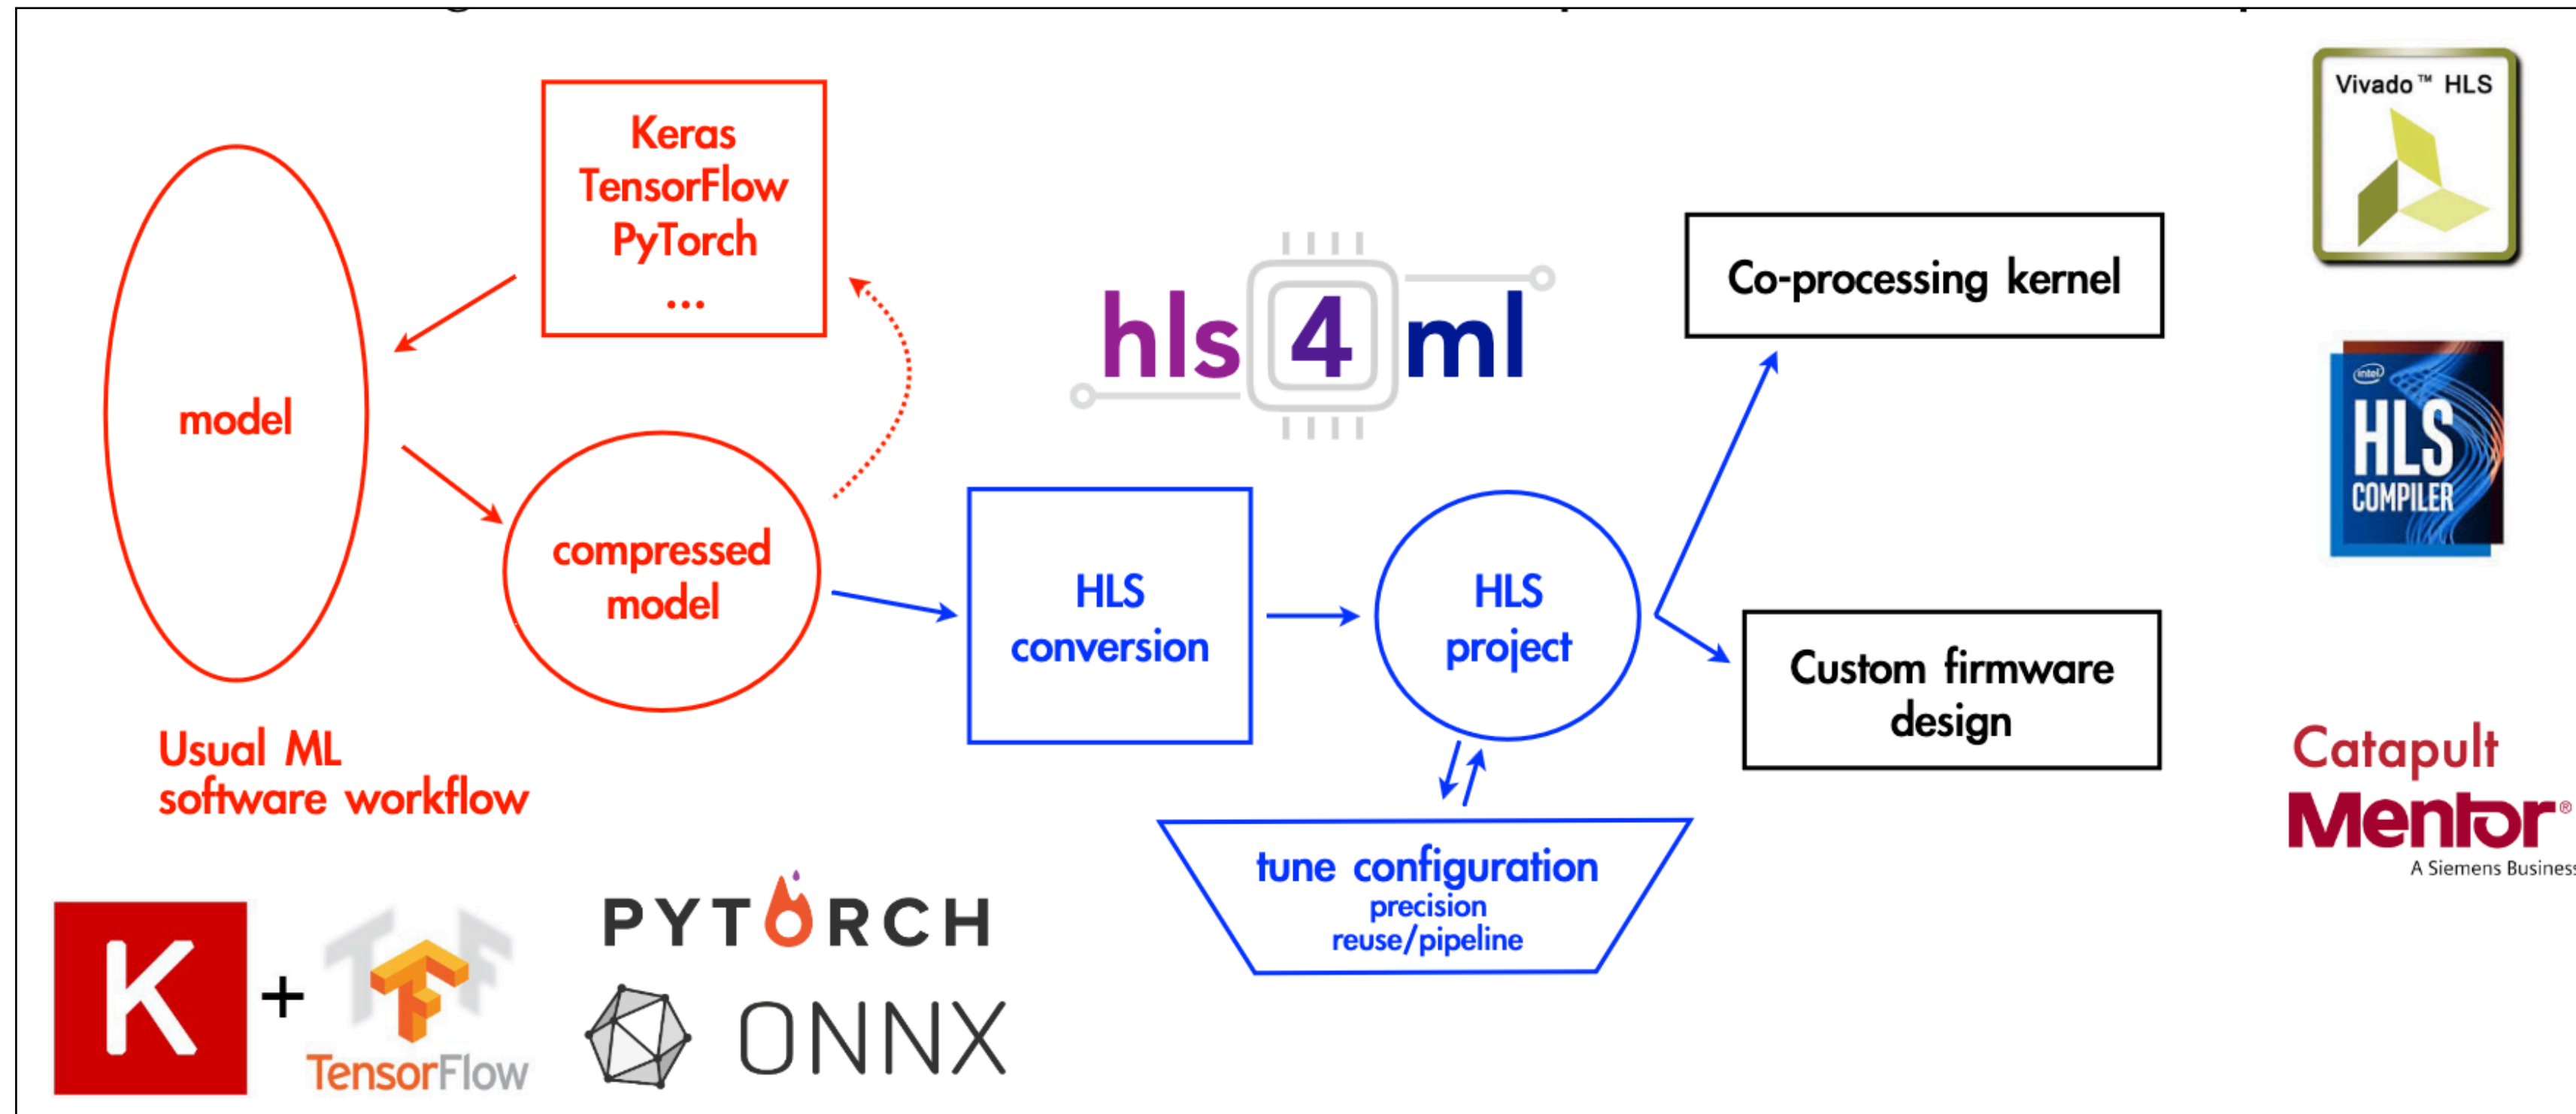 Keras
TensorFlow
PyTorch
...
model
compressed
model
Usual ML
software workflow
K
+
TF
TensorFlow
PYTORCH
ONNX
hls 4 ml
HLS
conversion
HLS
project
tune configuration
precision
reuse/pipeline
Co-processing kernel
Custom firmware
design
Vivado™ HLS
intel
HLS
COMPILER
Catapult
Mentor®
A Siemens Business